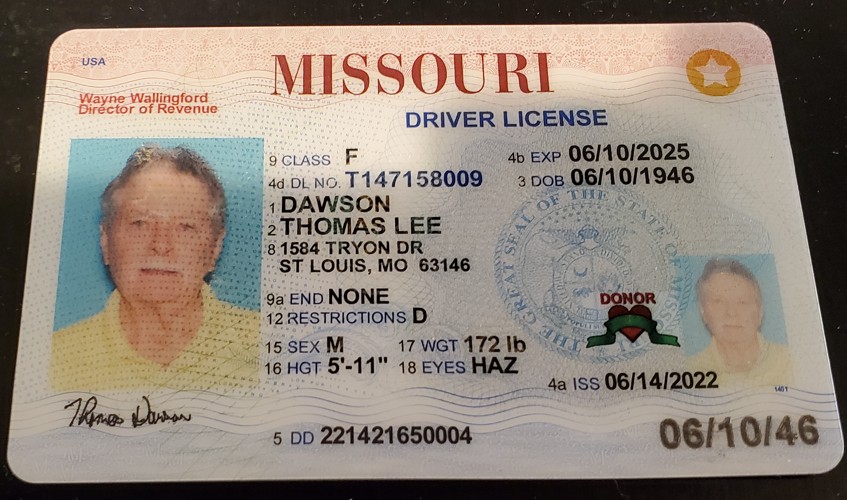 USA
MISSOURI
Wayne Wallingford
Director of Revenue
DRIVER LICENSE
9 CLASS F
4b EXP 06/10/2025
4d DL NO. T147158009
3 DOB 06/10/1946
1 DAWSON
2 THOMAS LEE
8 1584 TRYON DR
ST LOUIS, MO 63146
THE GREAT SEAL OF THE STATE OF MISSOURI
9a END NONE
12 RESTRICTIONS D
DONOR
15 SEX M
17 WGT 172 lb
16 HGT 5'-11"
18 EYES HAZ
4a ISS 06/14/2022
Thomas Dawson
5 DD 221421650004
06/10/46